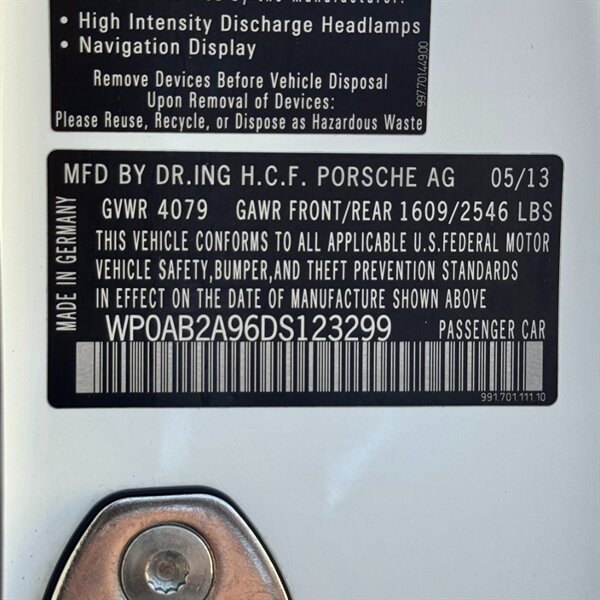 • High Intensity Discharge Headlamps
• Navigation Display
Remove Devices Before Vehicle Disposal
Upon Removal of Devices:
Please Reuse, Recycle, or Dispose as Hazardous Waste
997.701.449.00
MFD BY DR.ING H.C.F. PORSCHE AG 05/13
GVWR 4079 GAWR FRONT/REAR 1609/2546 LBS
THIS VEHICLE CONFORMS TO ALL APPLICABLE U.S.FEDERAL MOTOR
VEHICLE SAFETY,BUMPER,AND THEFT PREVENTION STANDARDS
IN EFFECT ON THE DATE OF MANUFACTURE SHOWN ABOVE
MADE IN GERMANY
WP0AB2A96DS123299 PASSENGER CAR
991.701.111.10